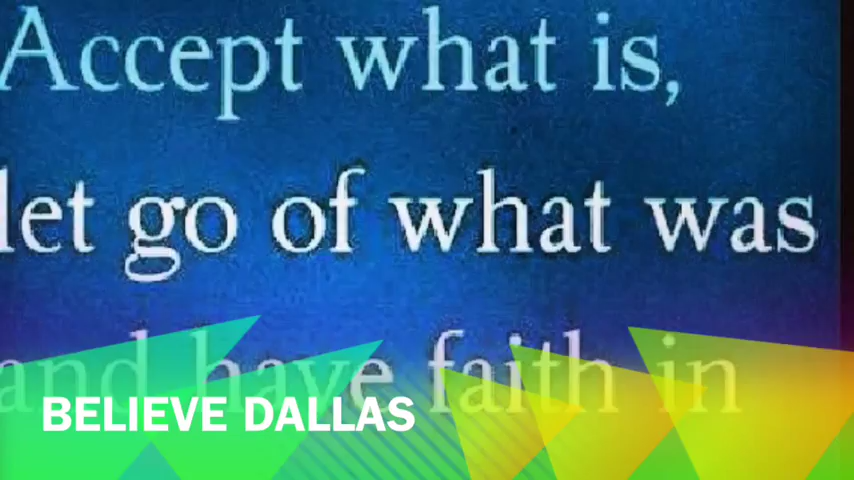 Accept what is,
let go of what was
and have faith in
BELIEVE DALLAS